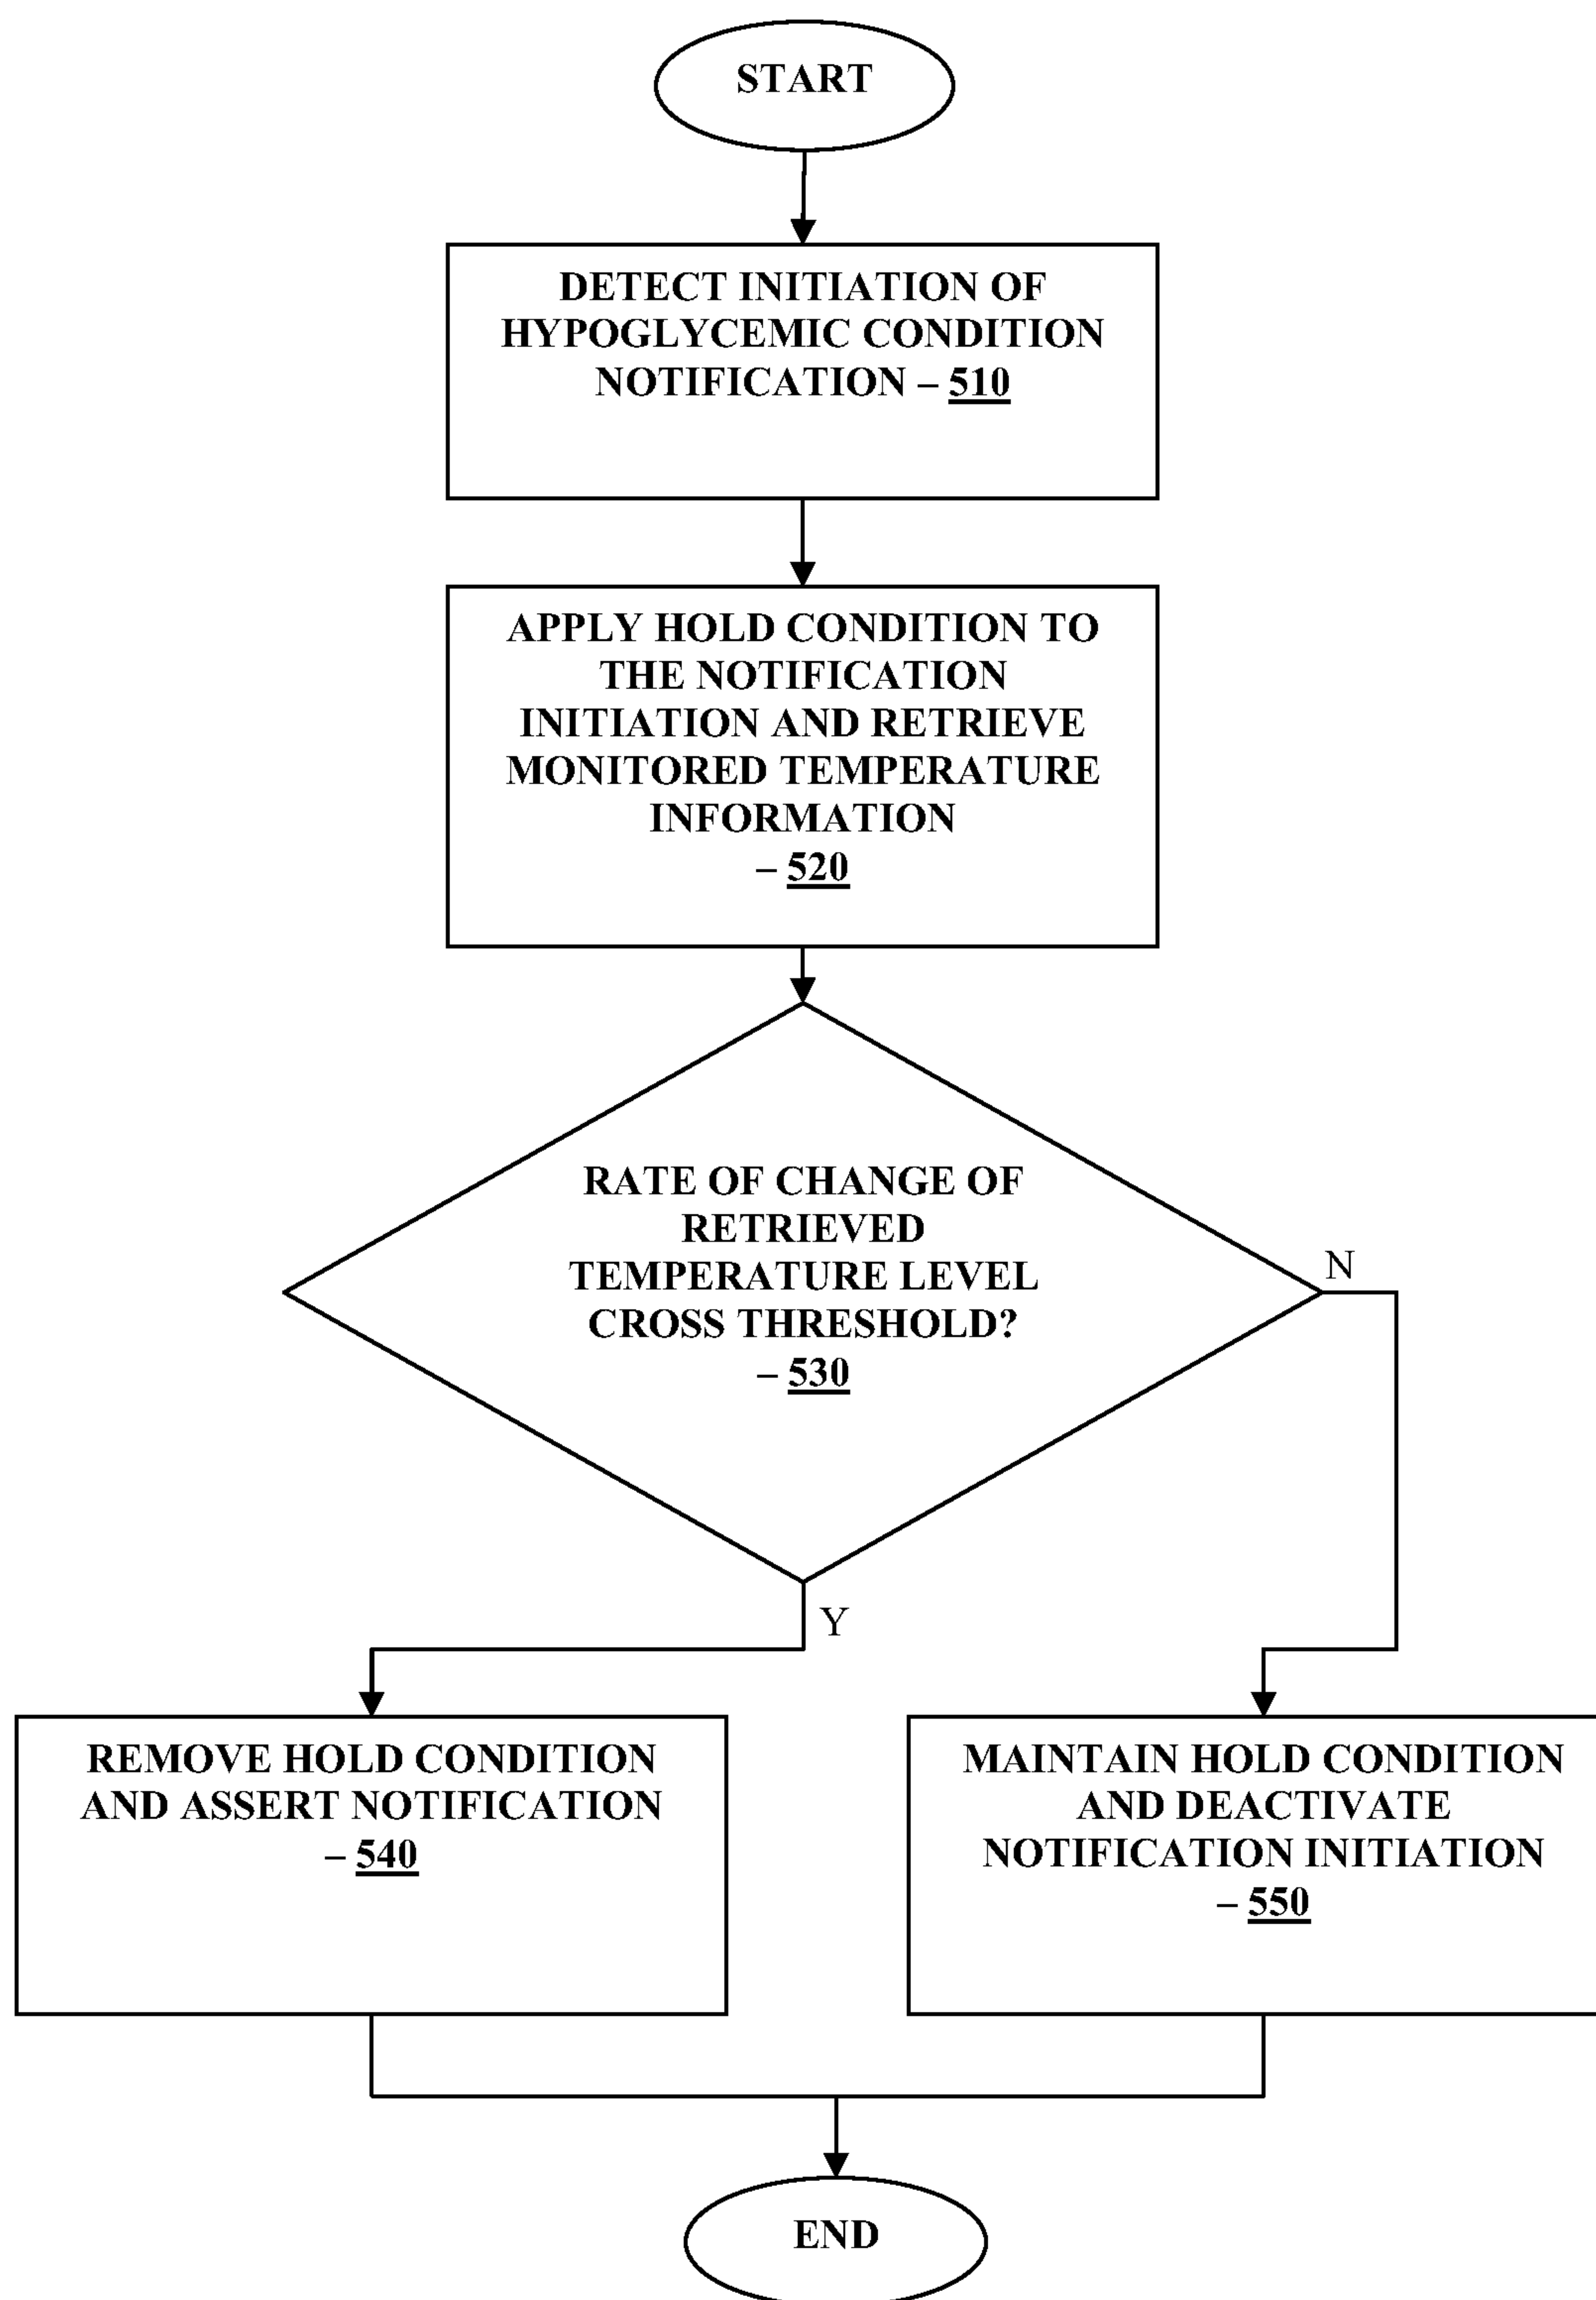 START
DETECT INITIATION OF
HYPOGLYCEMIC CONDITION
NOTIFICATION – 510
APPLY HOLD CONDITION TO
THE NOTIFICATION
INITIATION AND RETRIEVE
MONITORED TEMPERATURE
INFORMATION
– 520
RATE OF CHANGE OF
RETRIEVED
TEMPERATURE LEVEL
CROSS THRESHOLD?
– 530
N
Y
REMOVE HOLD CONDITION
AND ASSERT NOTIFICATION
– 540
MAINTAIN HOLD CONDITION
AND DEACTIVATE
NOTIFICATION INITIATION
– 550
END